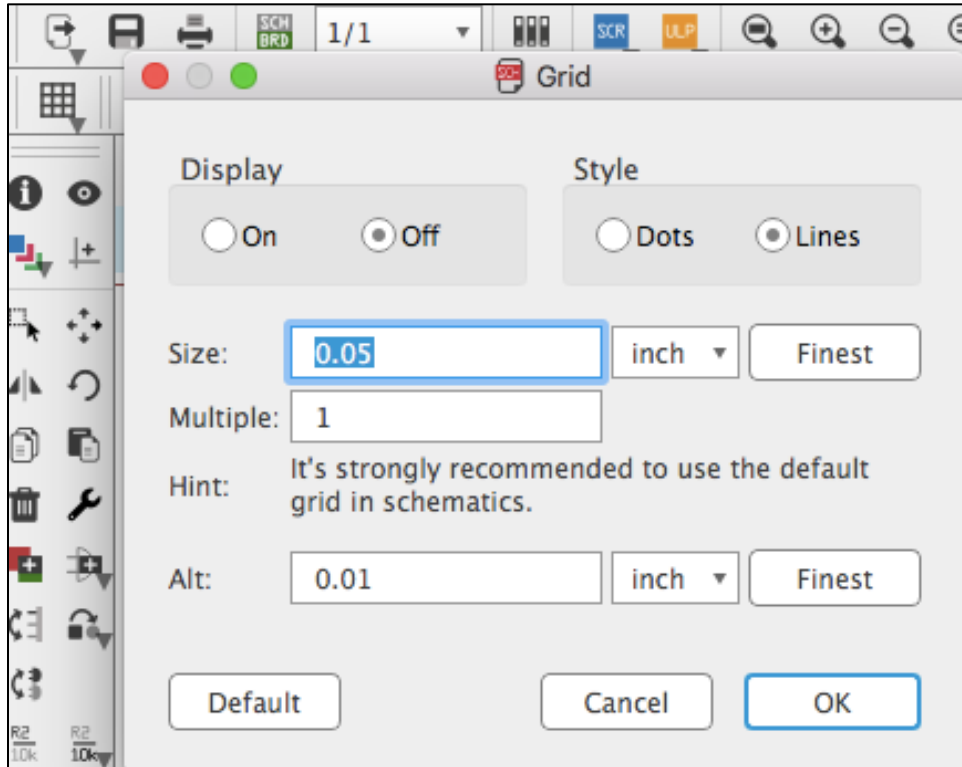 SCH
BRD
1/1
SCR
ULP
SCH
Grid
Display
Style
On
Off
Dots
Lines
Size:
0.05
inch
Finest
Multiple:
1
Hint:
It's strongly recommended to use the default
grid in schematics.
Alt:
0.01
inch
Finest
Default
Cancel
OK
R2
10k
R2
10k